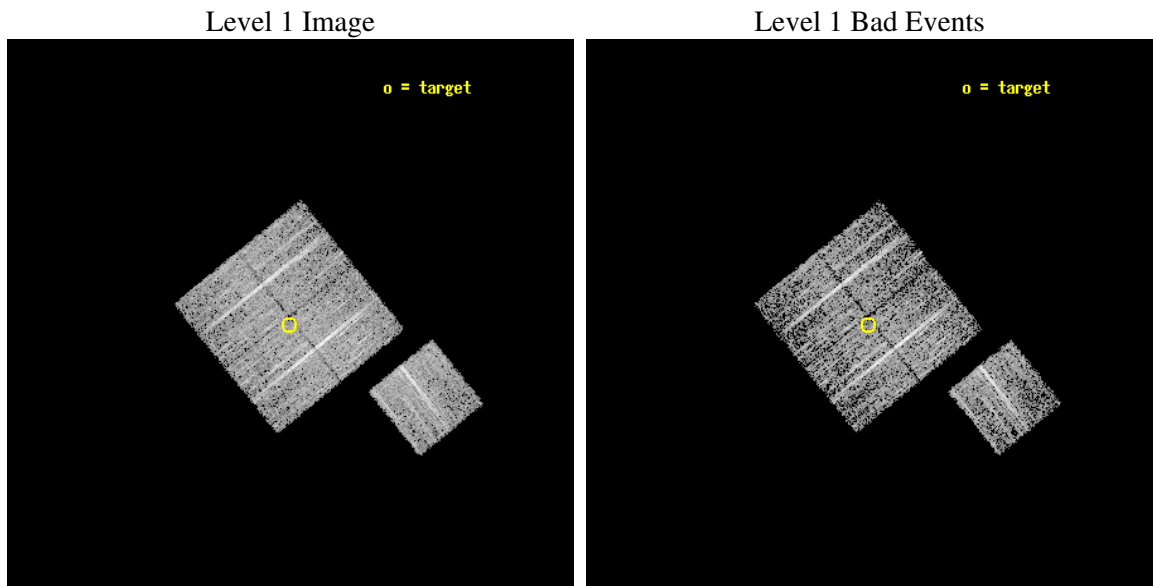 Level 1 Image
Level 1 Bad Events
o = target
o = target